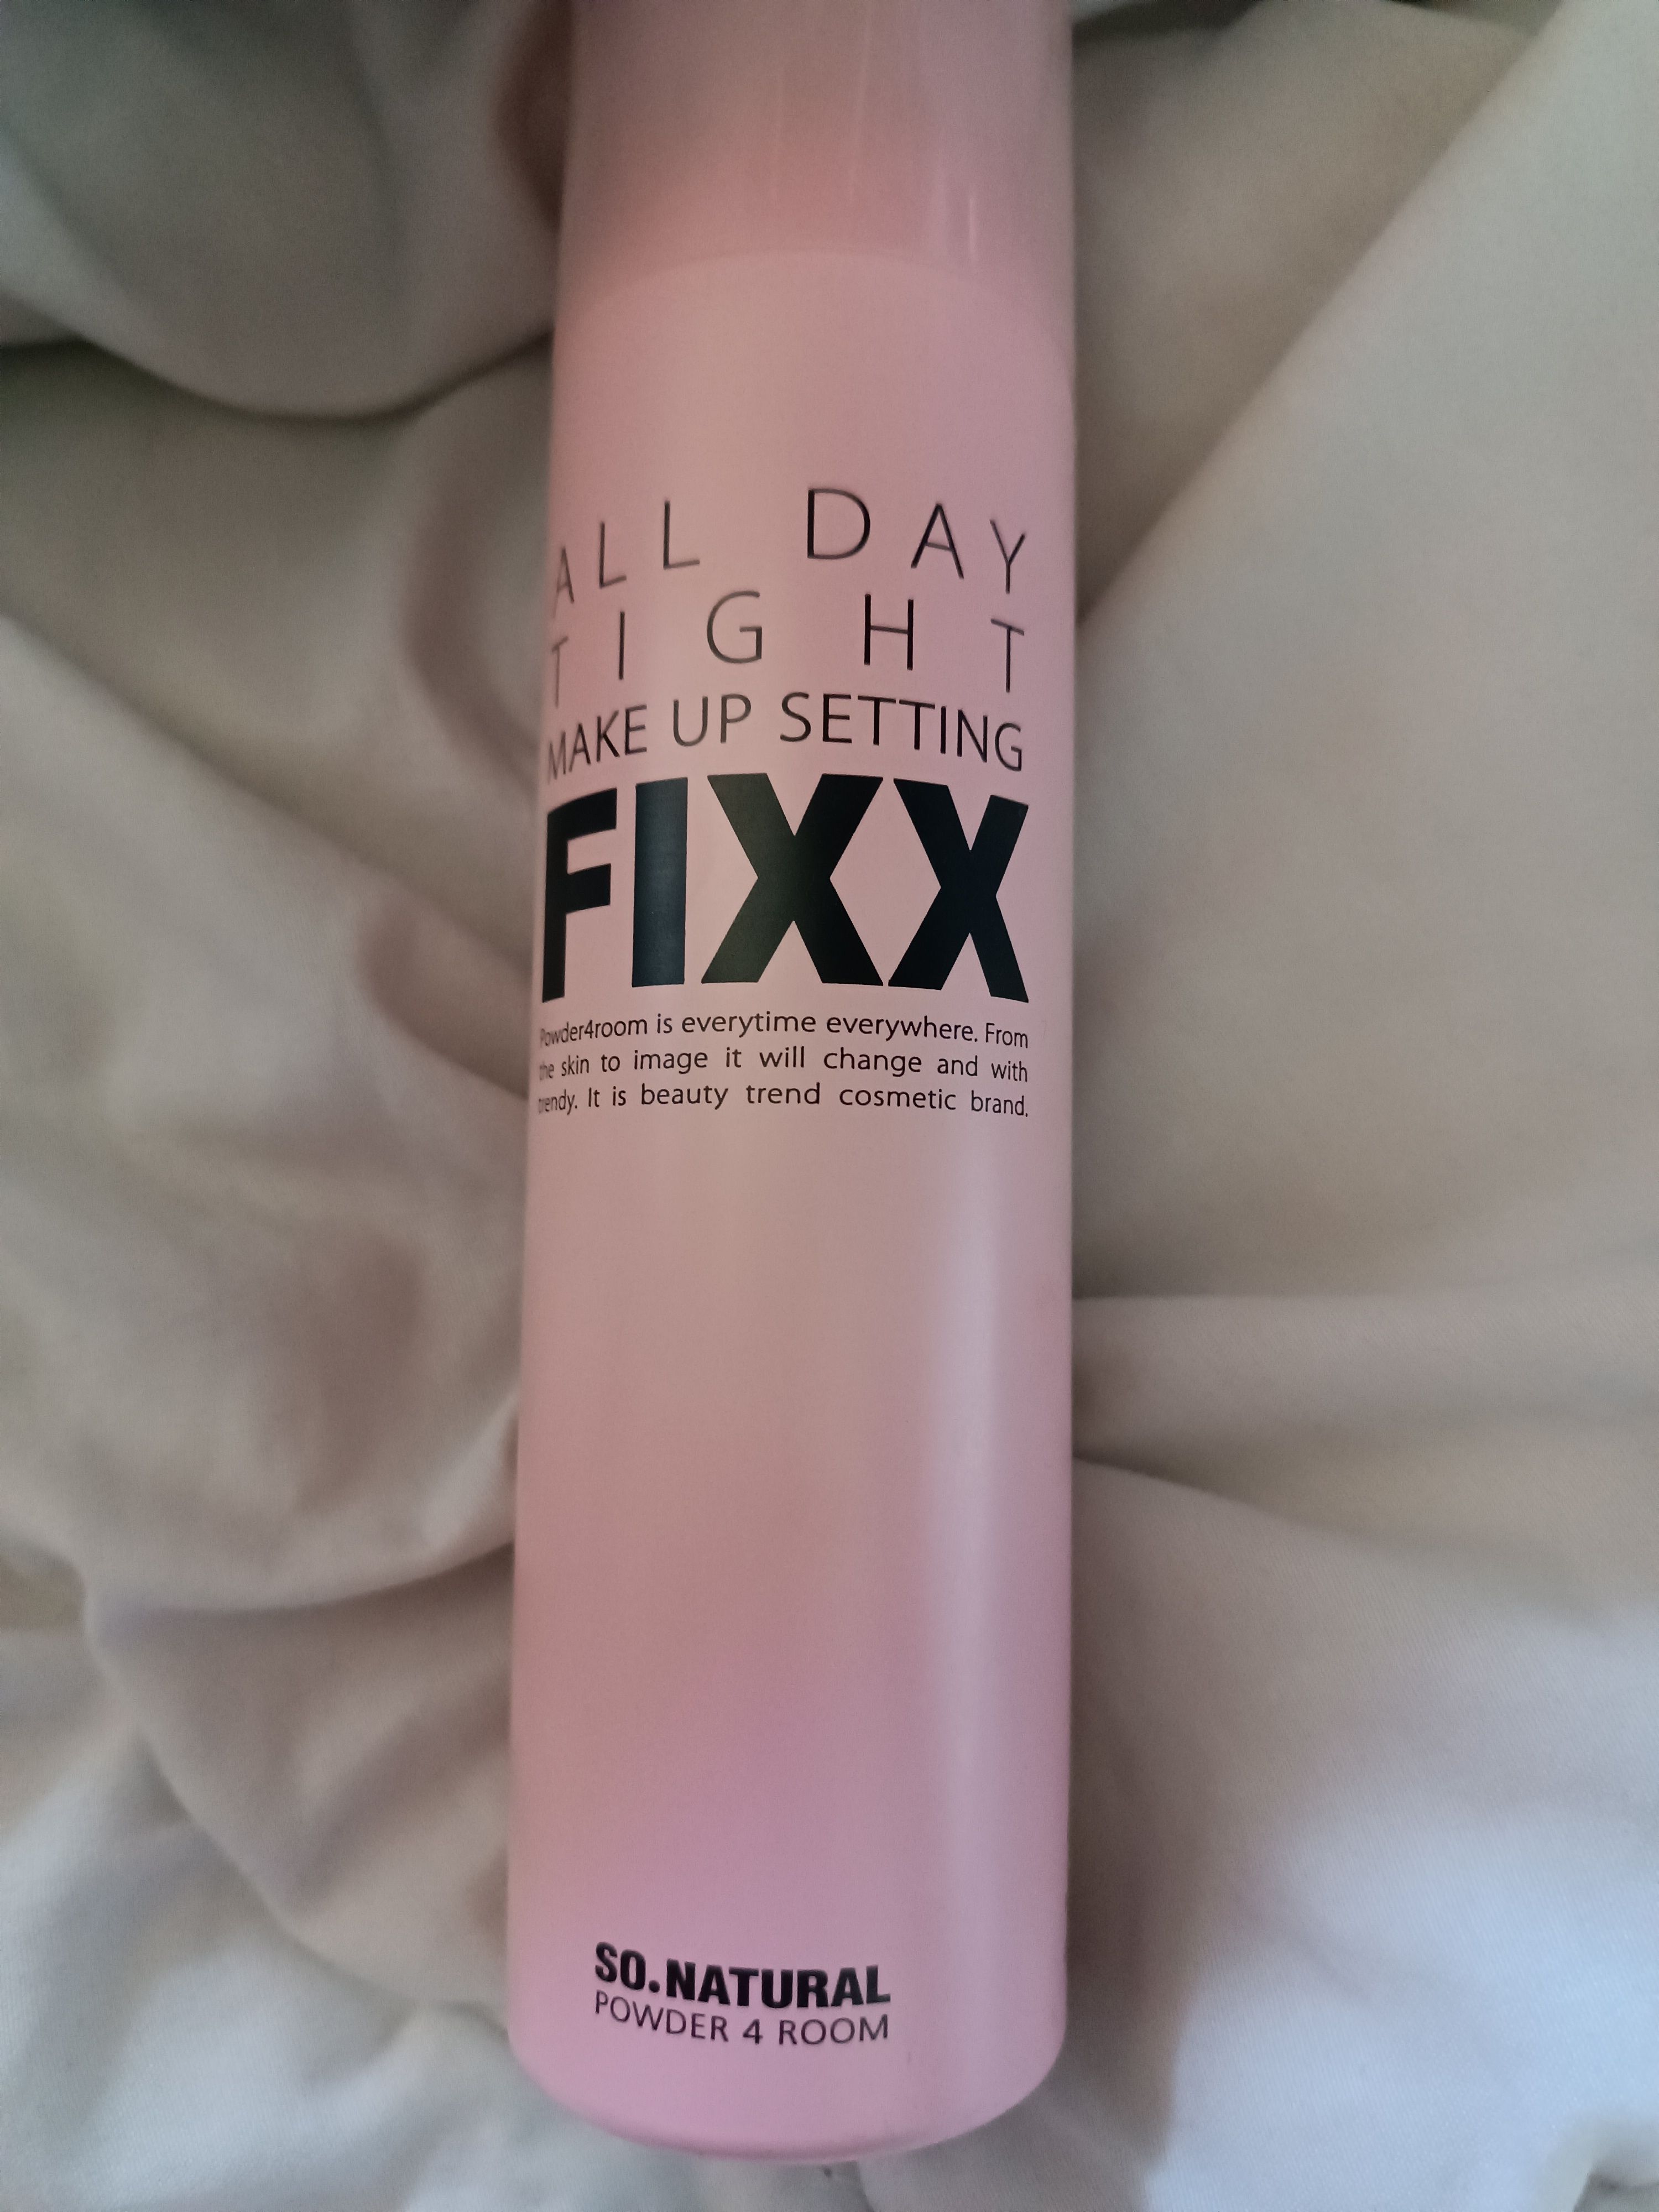 ALL DAY
TIGHT
MAKE UP SETTING
FIXX
Powder4room is everytime everywhere. From
the skin to image it will change and with
trendy. It is beauty trend cosmetic brand.
SO.NATURAL
POWDER 4 ROOM